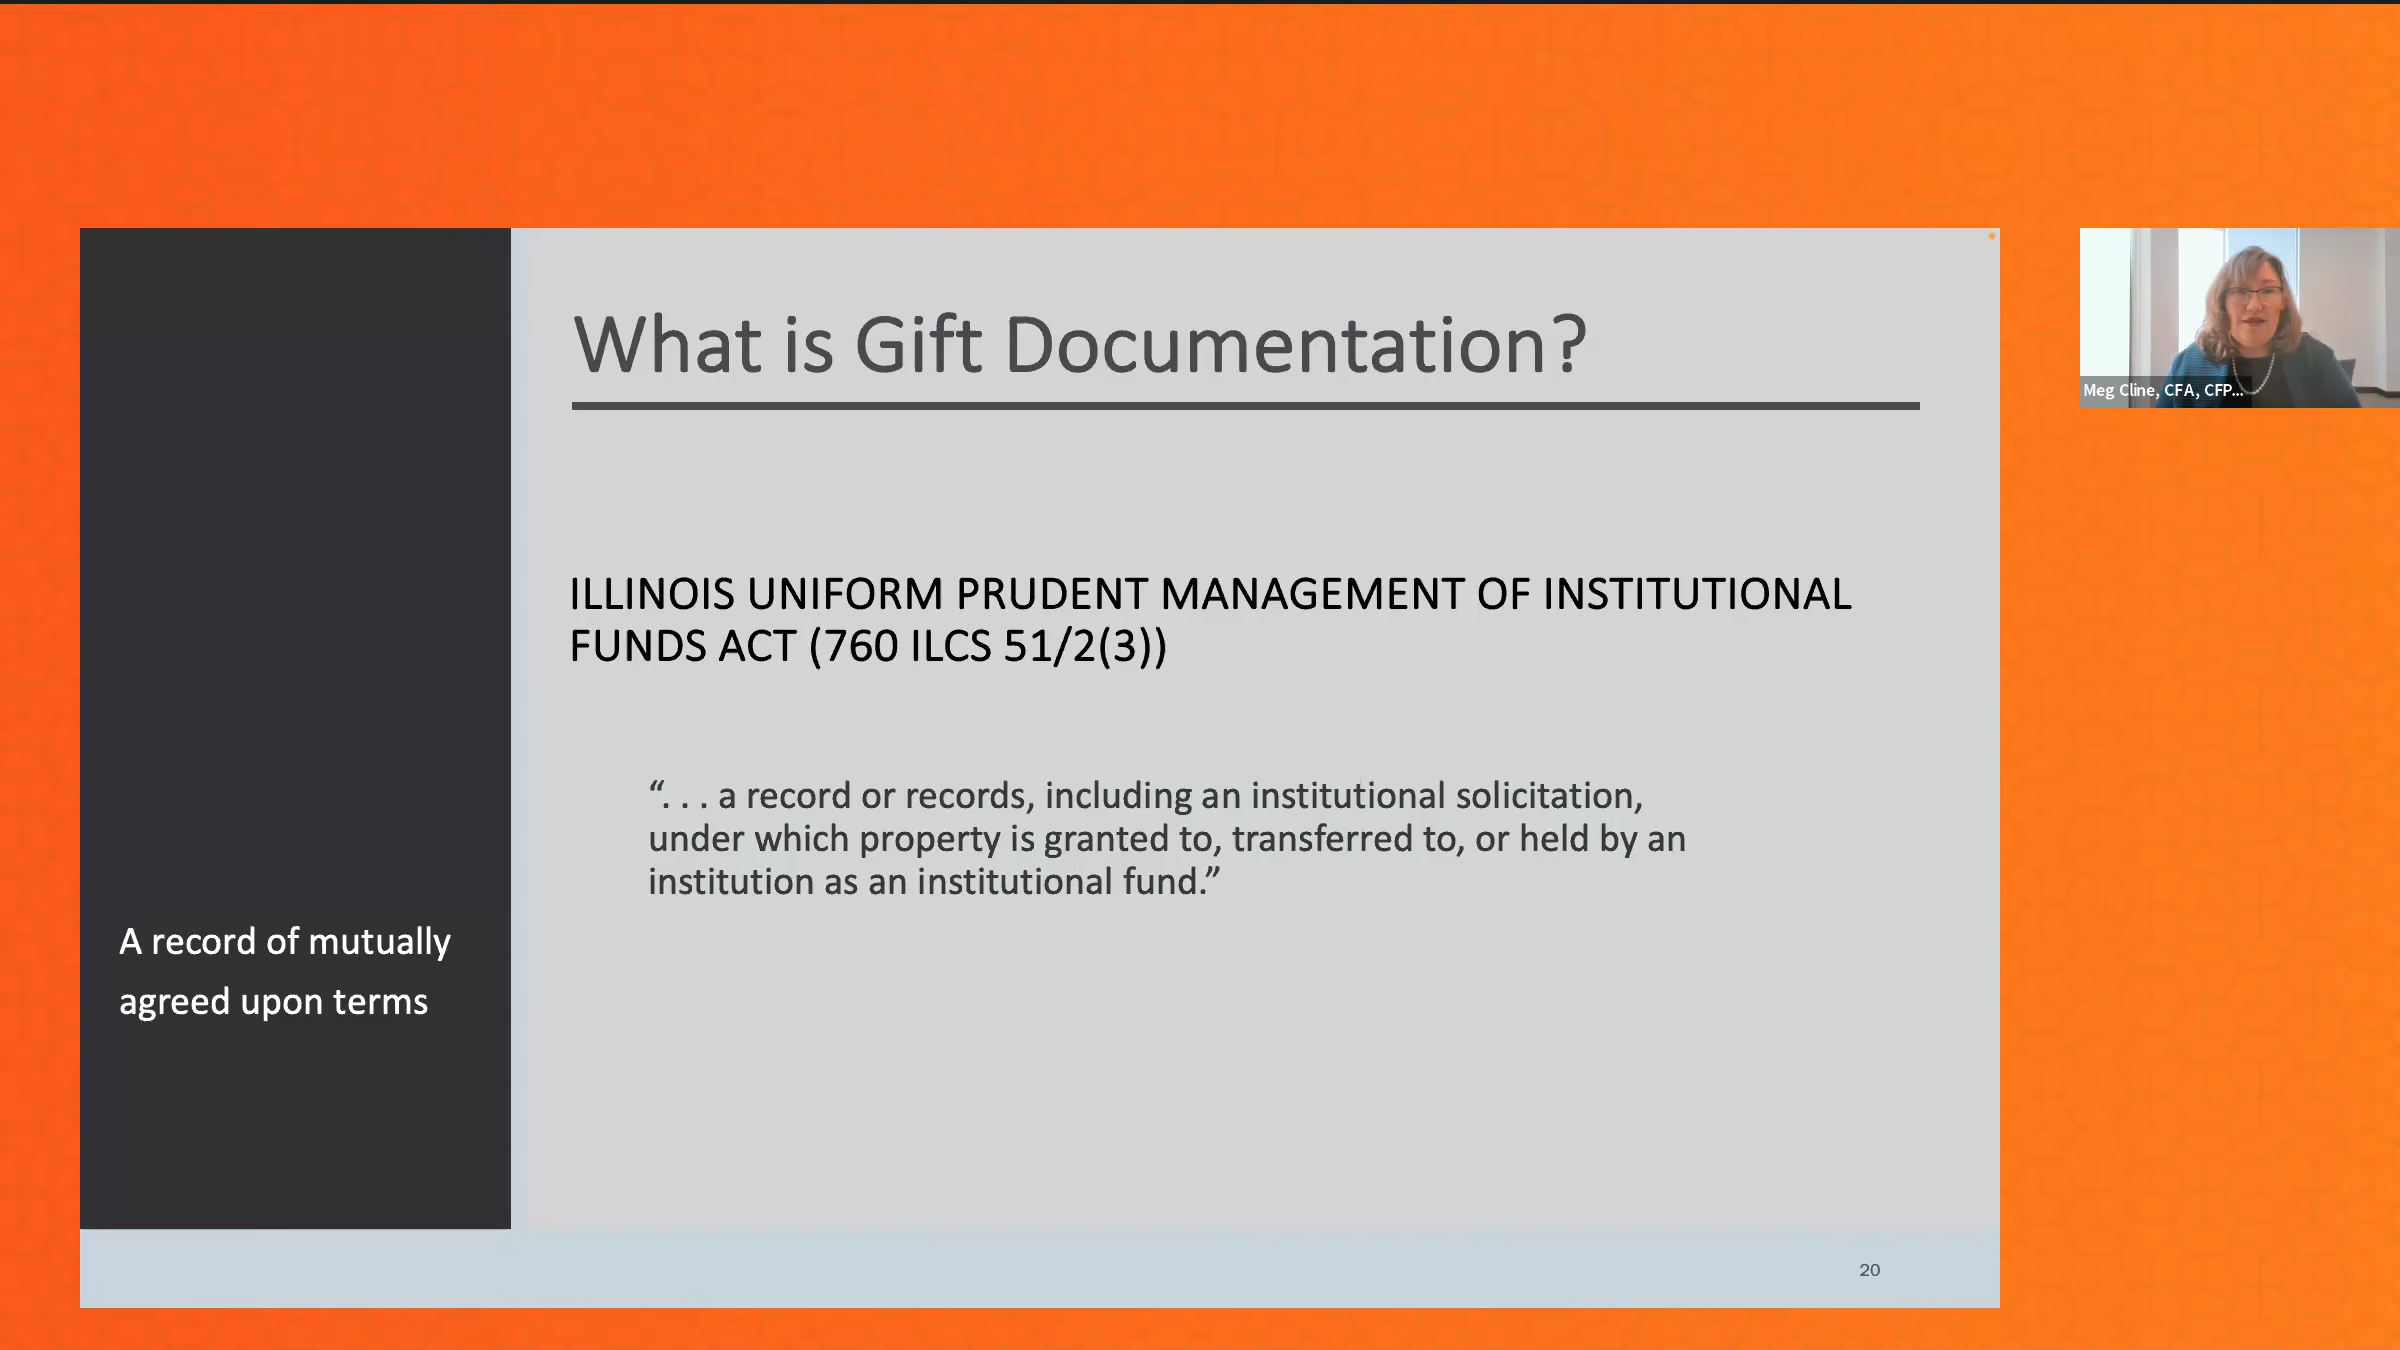 What is Gift Documentation?
ILLINOIS UNIFORM PRUDENT MANAGEMENT OF INSTITUTIONAL
FUNDS ACT (760 ILCS 51/2(3))
“. . . a record or records, including an institutional solicitation,
under which property is granted to, transferred to, or held by an
institution as an institutional fund.”
A record of mutually
agreed upon terms
20
Meg Cline, CFA, CFP...